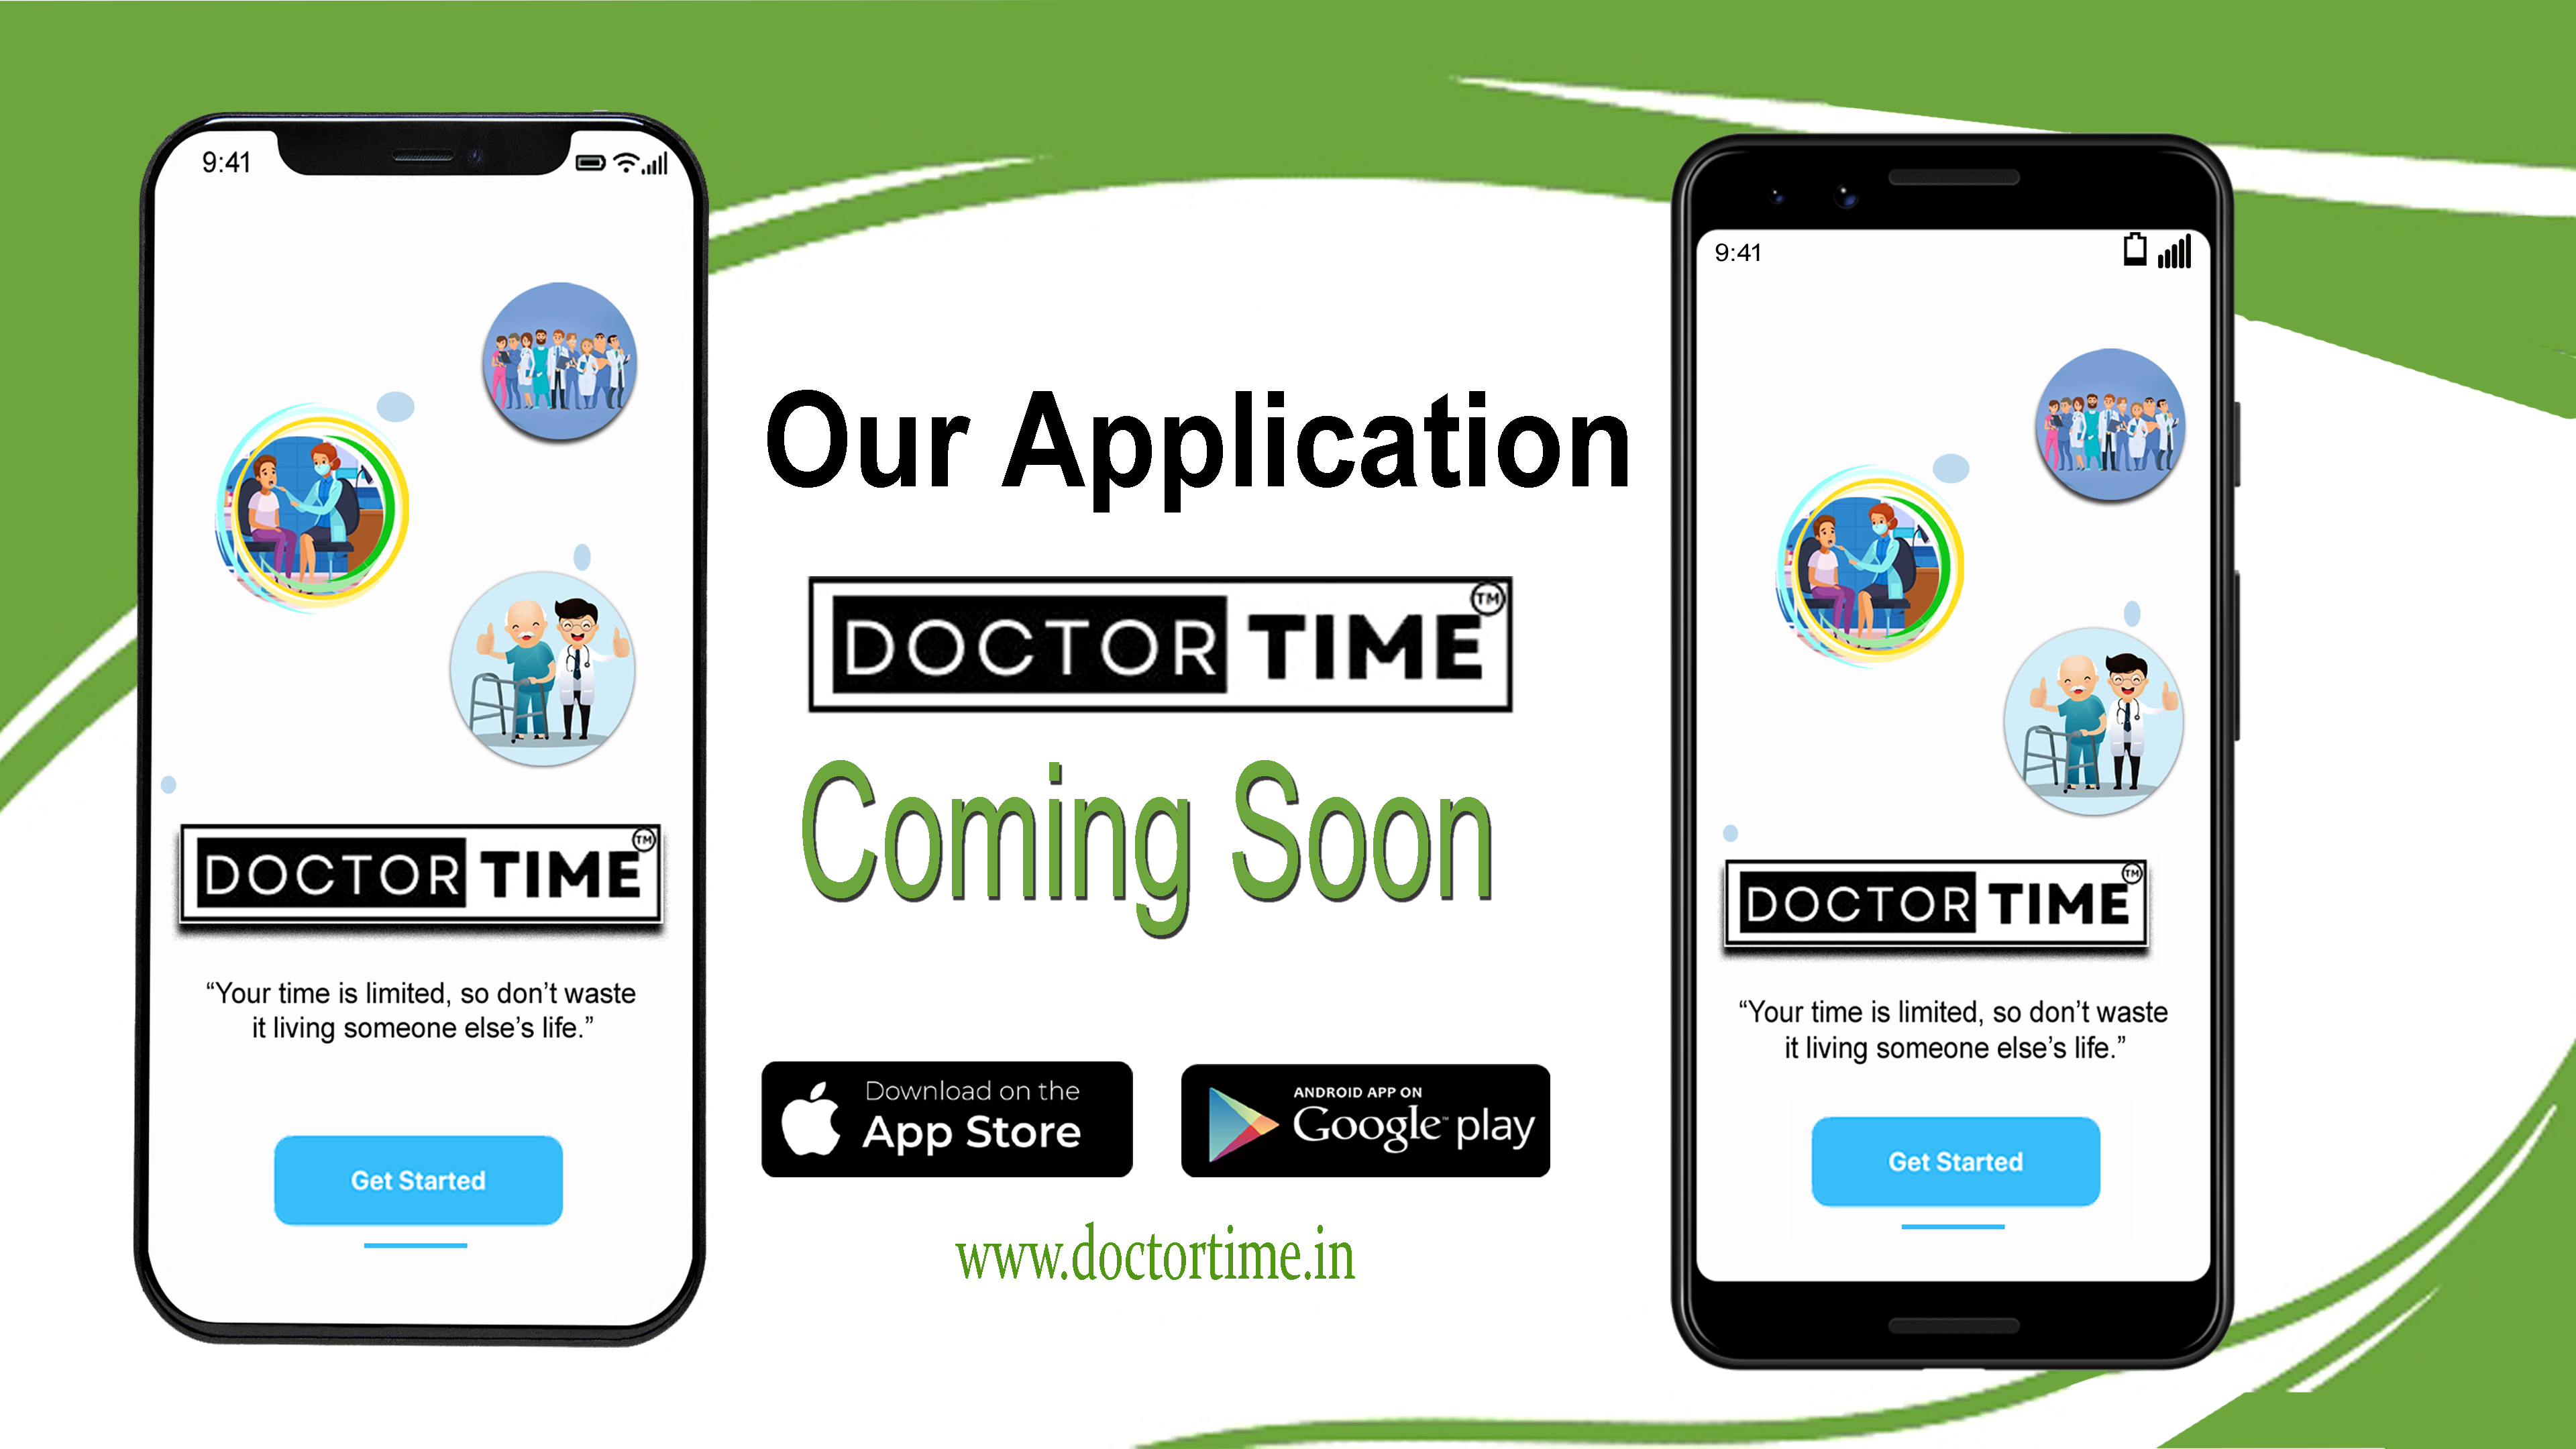 9:41
DOCTOR TIME TM
“Your time is limited, so don’t waste
it living someone else’s life.”
Get Started
Our Application
DOCTOR TIME TM
Coming Soon
Download on the
App Store
ANDROID APP ON
Google™ play
www.doctortime.in
9:41
DOCTOR TIME TM
“Your time is limited, so don’t waste
it living someone else’s life.”
Get Started